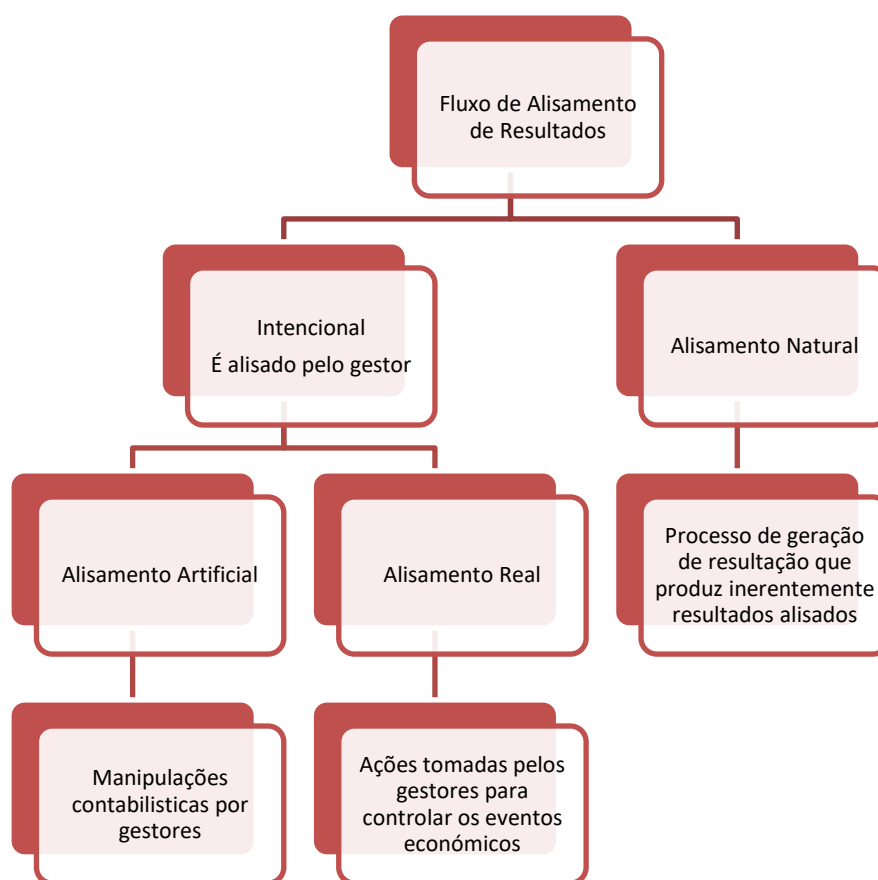 Fluxo de Alisamento
de Resultados
Intencional
É alisado pelo gestor
Alisamento Natural
Alisamento Artificial
Alisamento Real
Processo de geração
de resultação que
produz inerentemente
resultados alisados
Manipulações
contabilisticas por
gestores
Ações tomadas pelos
gestores para
controlar os eventos
económicos